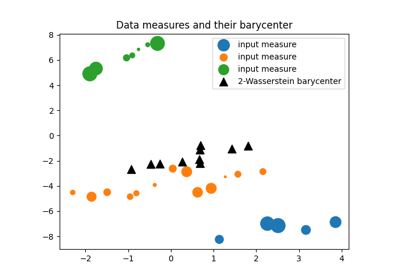 Data measures and their barycenter
input measure
input measure
input measure
2-Wasserstein barycenter
8
6
4
2
0
−2
−4
−6
−8
−2 −1 0 1 2 3 4